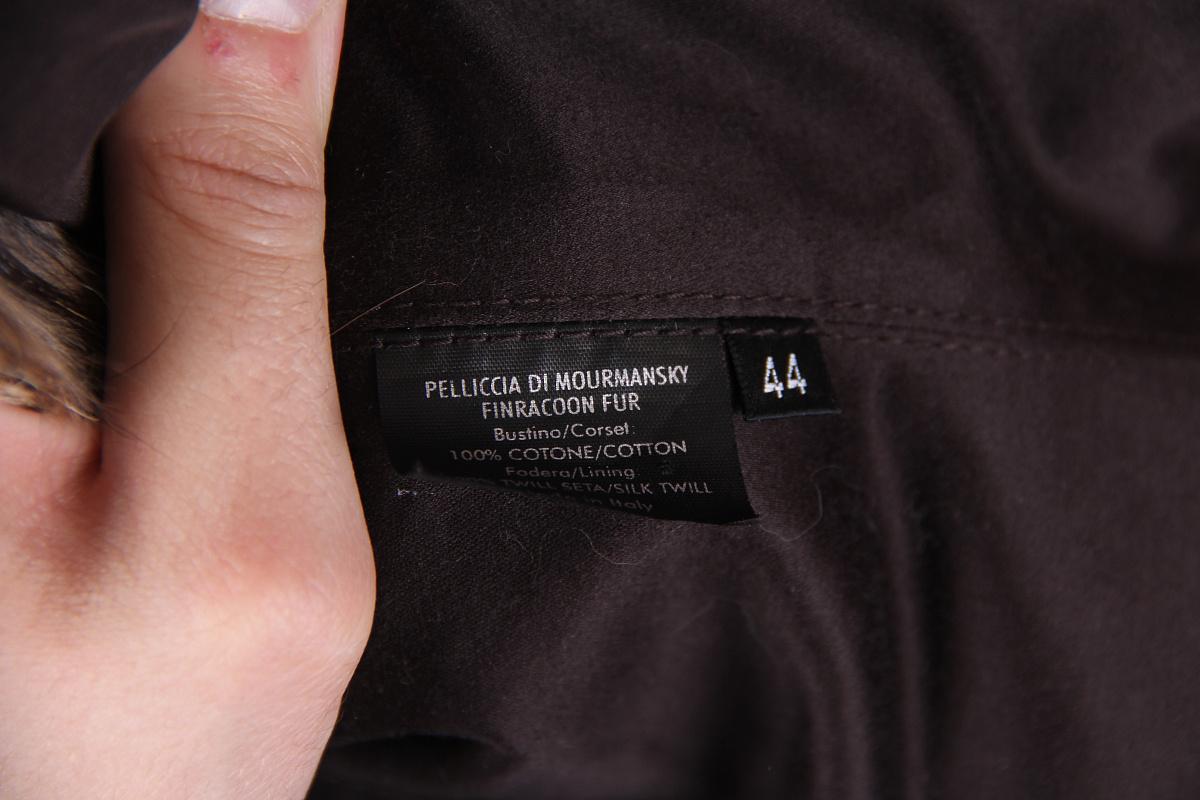 PELLICCIA DI MOURMANSKY
FINRACOON FUR
Bustino/Corset:
100% COTONE/COTTON
Fodera/Lining
TWILL SETA/SILK TWILL
Italy
44